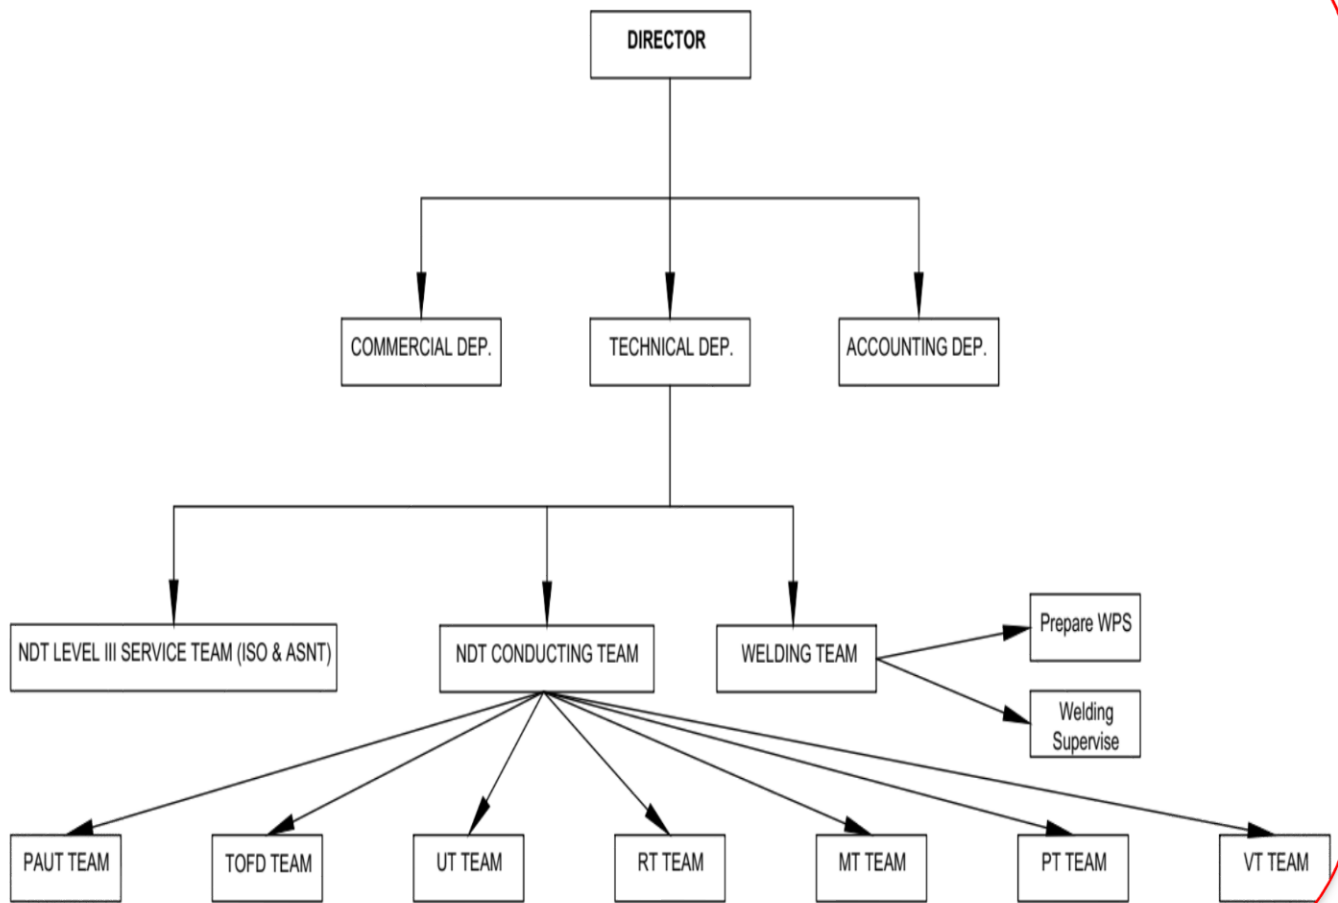 DIRECTOR
COMMERCIAL DEP.
TECHNICAL DEP.
ACCOUNTING DEP.
NDT LEVEL III SERVICE TEAM (ISO & ASNT)
NDT CONDUCTING TEAM
WELDING TEAM
Prepare WPS
Welding
Supervise
PAUT TEAM
TOFD TEAM
UT TEAM
RT TEAM
MT TEAM
PT TEAM
VT TEAM